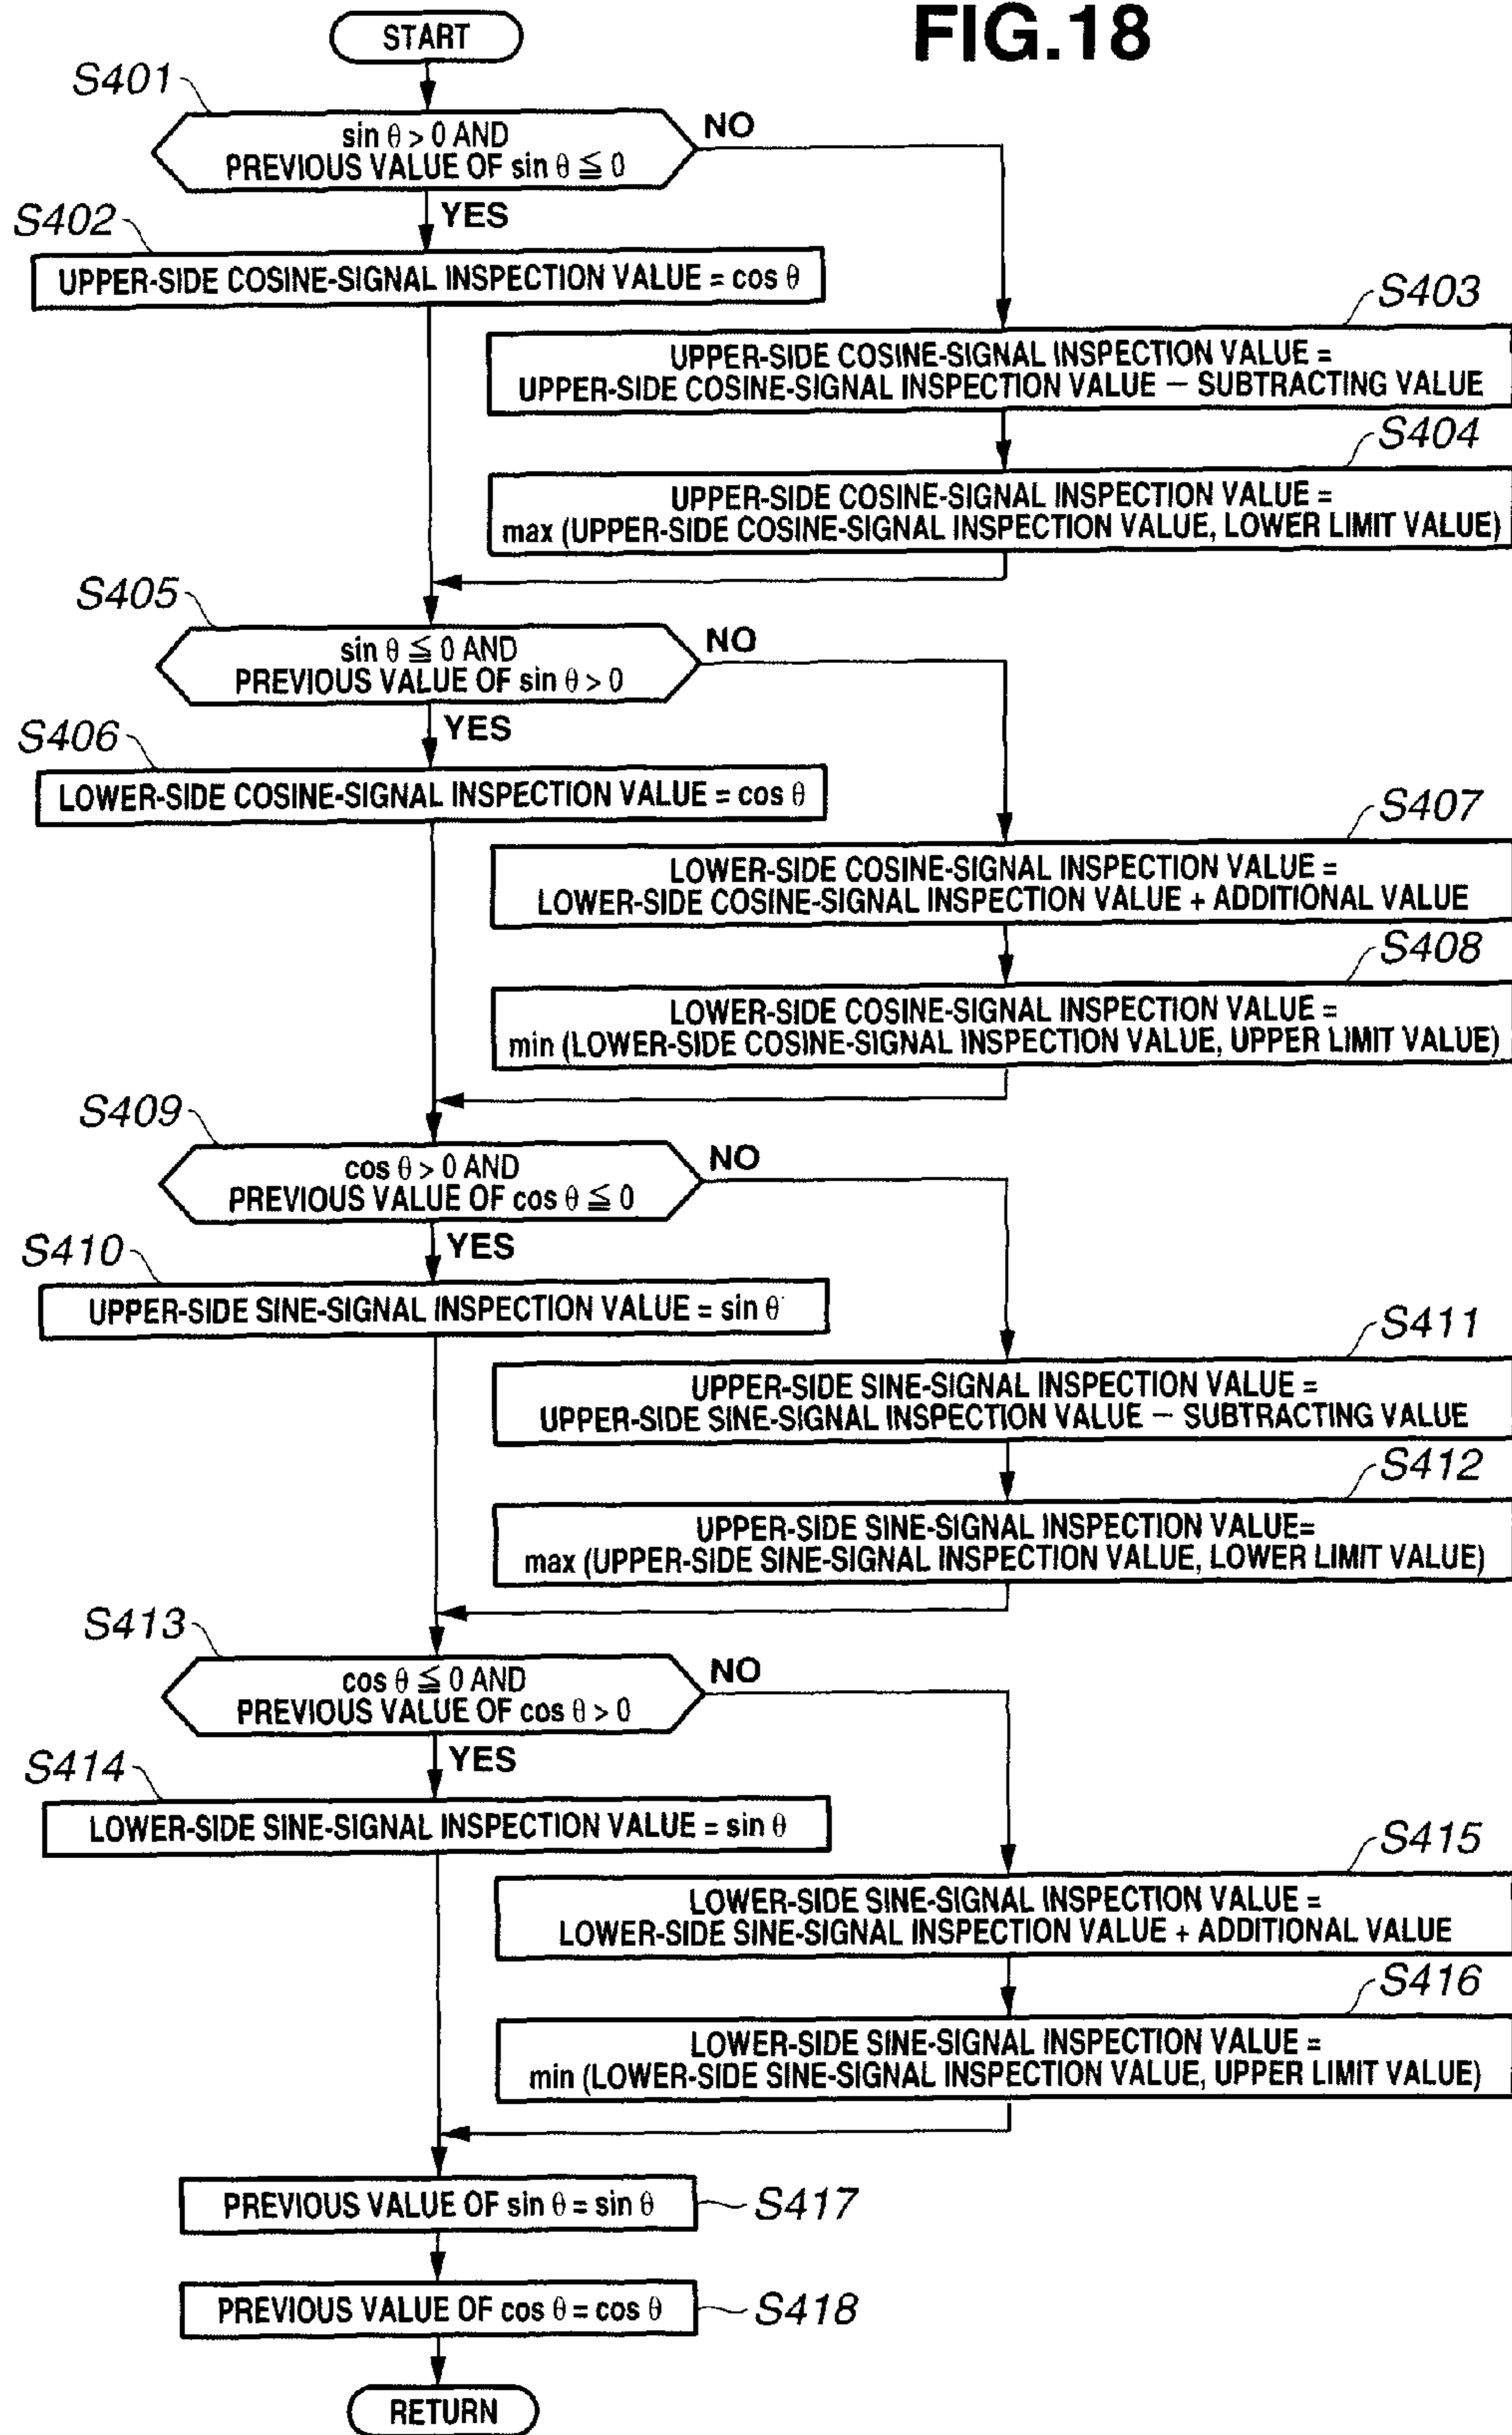 FIG.18
START
S401
sin θ > 0 AND
PREVIOUS VALUE OF sin θ ≦ 0
NO
YES
S402
UPPER-SIDE COSINE-SIGNAL INSPECTION VALUE = cos θ
S403
UPPER-SIDE COSINE-SIGNAL INSPECTION VALUE =
UPPER-SIDE COSINE-SIGNAL INSPECTION VALUE – SUBTRACTING VALUE
S404
UPPER-SIDE COSINE-SIGNAL INSPECTION VALUE =
max (UPPER-SIDE COSINE-SIGNAL INSPECTION VALUE, LOWER LIMIT VALUE)
S405
sin θ ≦ 0 AND
PREVIOUS VALUE OF sin θ > 0
NO
YES
S406
LOWER-SIDE COSINE-SIGNAL INSPECTION VALUE = cos θ
S407
LOWER-SIDE COSINE-SIGNAL INSPECTION VALUE =
LOWER-SIDE COSINE-SIGNAL INSPECTION VALUE + ADDITIONAL VALUE
S408
LOWER-SIDE COSINE-SIGNAL INSPECTION VALUE =
min (LOWER-SIDE COSINE-SIGNAL INSPECTION VALUE, UPPER LIMIT VALUE)
S409
cos θ > 0 AND
PREVIOUS VALUE OF cos θ ≦ 0
NO
YES
S410
UPPER-SIDE SINE-SIGNAL INSPECTION VALUE = sin θ
S411
UPPER-SIDE SINE-SIGNAL INSPECTION VALUE =
UPPER-SIDE SINE-SIGNAL INSPECTION VALUE – SUBTRACTING VALUE
S412
UPPER-SIDE SINE-SIGNAL INSPECTION VALUE=
max (UPPER-SIDE SINE-SIGNAL INSPECTION VALUE, LOWER LIMIT VALUE)
S413
cos θ ≦ 0 AND
PREVIOUS VALUE OF cos θ > 0
NO
YES
S414
LOWER-SIDE SINE-SIGNAL INSPECTION VALUE = sin θ
S415
LOWER-SIDE SINE-SIGNAL INSPECTION VALUE =
LOWER-SIDE SINE-SIGNAL INSPECTION VALUE + ADDITIONAL VALUE
S416
LOWER-SIDE SINE-SIGNAL INSPECTION VALUE =
min (LOWER-SIDE SINE-SIGNAL INSPECTION VALUE, UPPER LIMIT VALUE)
PREVIOUS VALUE OF sin θ = sin θ
S417
PREVIOUS VALUE OF cos θ = cos θ
S418
RETURN